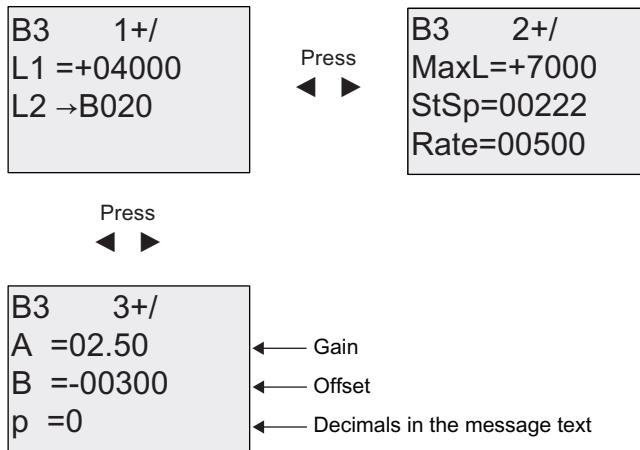 B3 1+/
L1 =+04000
L2 →B020
Press
◀ ▶
B3 2+/
MaxL=+7000
StSp=00222
Rate=00500
Press
◀ ▶
B3 3+/
A =02.50
B =-00300
p =0
Gain
Offset
Decimals in the message text